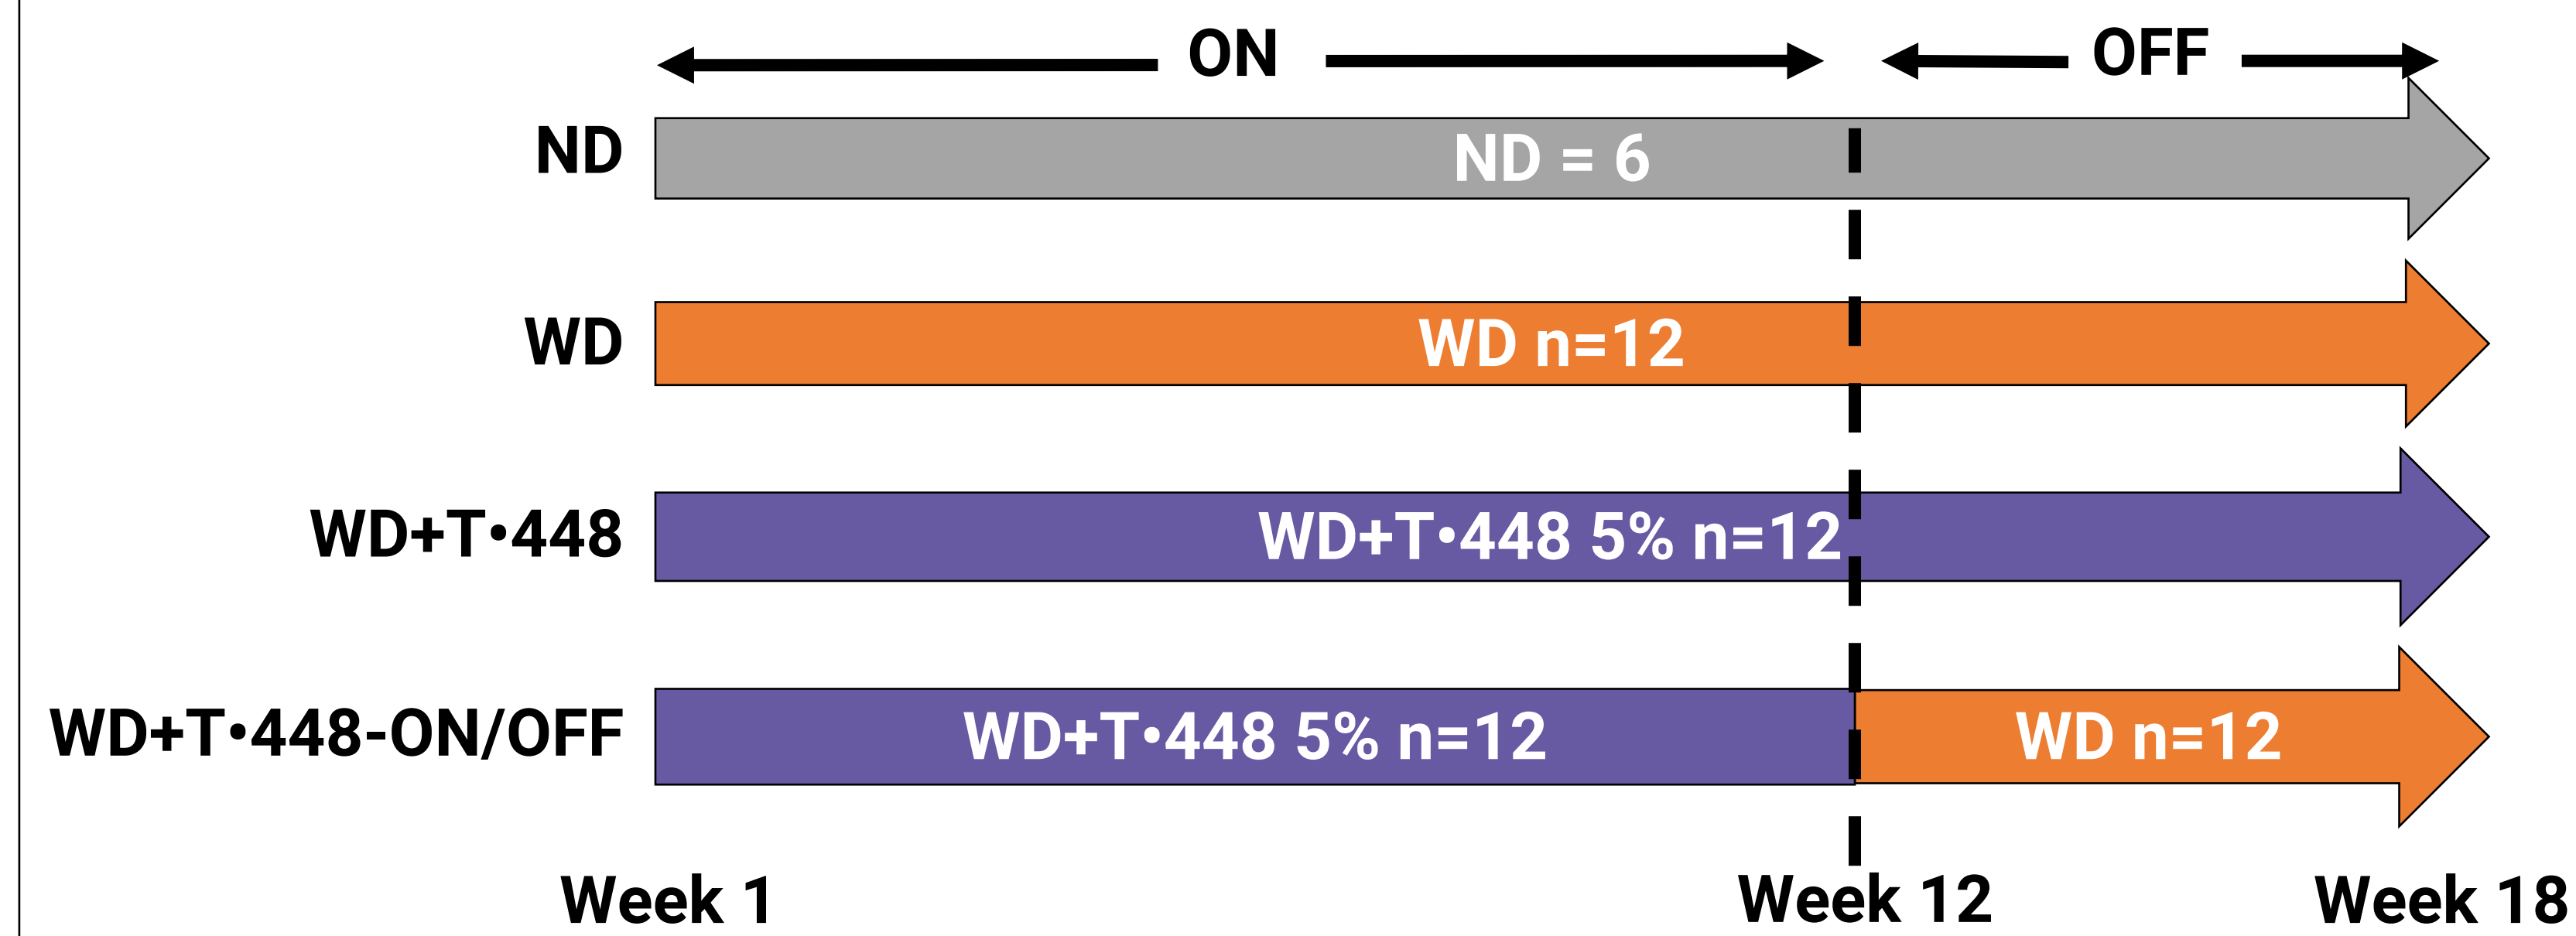 ON OFF
ND ND = 6
WD WD n=12
WD+T•448 WD+T•448 5% n=12
WD+T•448-ON/OFF WD+T•448 5% n=12 WD n=12
Week 1 Week 12 Week 18